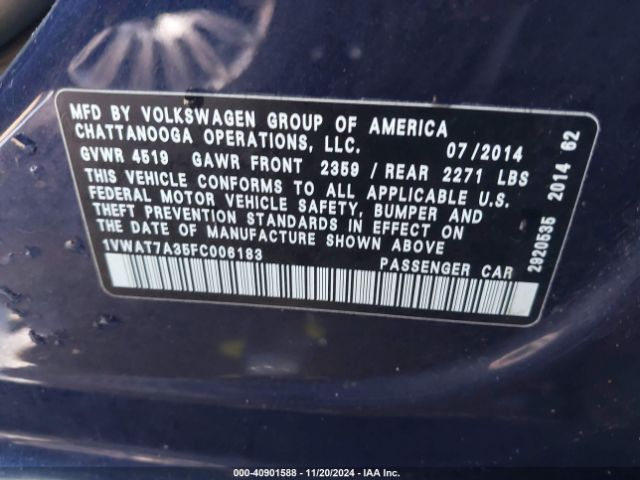 MFD BY VOLKSWAGEN GROUP OF AMERICA
CHATTANOOGA OPERATIONS, LLC. 07/2014
GVWR 4519 GAWR FRONT 2359 / REAR 2271 LBS
THIS VEHICLE CONFORMS TO ALL APPLICABLE U.S.
FEDERAL MOTOR VEHICLE SAFETY, BUMPER AND
THEFT PREVENTION STANDARDS IN EFFECT ON
THE DATE OF MANUFACTURE SHOWN ABOVE.
1VWAT7A35FC006183 PASSENGER CAR
2920535 2014 62
000-40901588 - 11/20/2024 - IAA Inc.